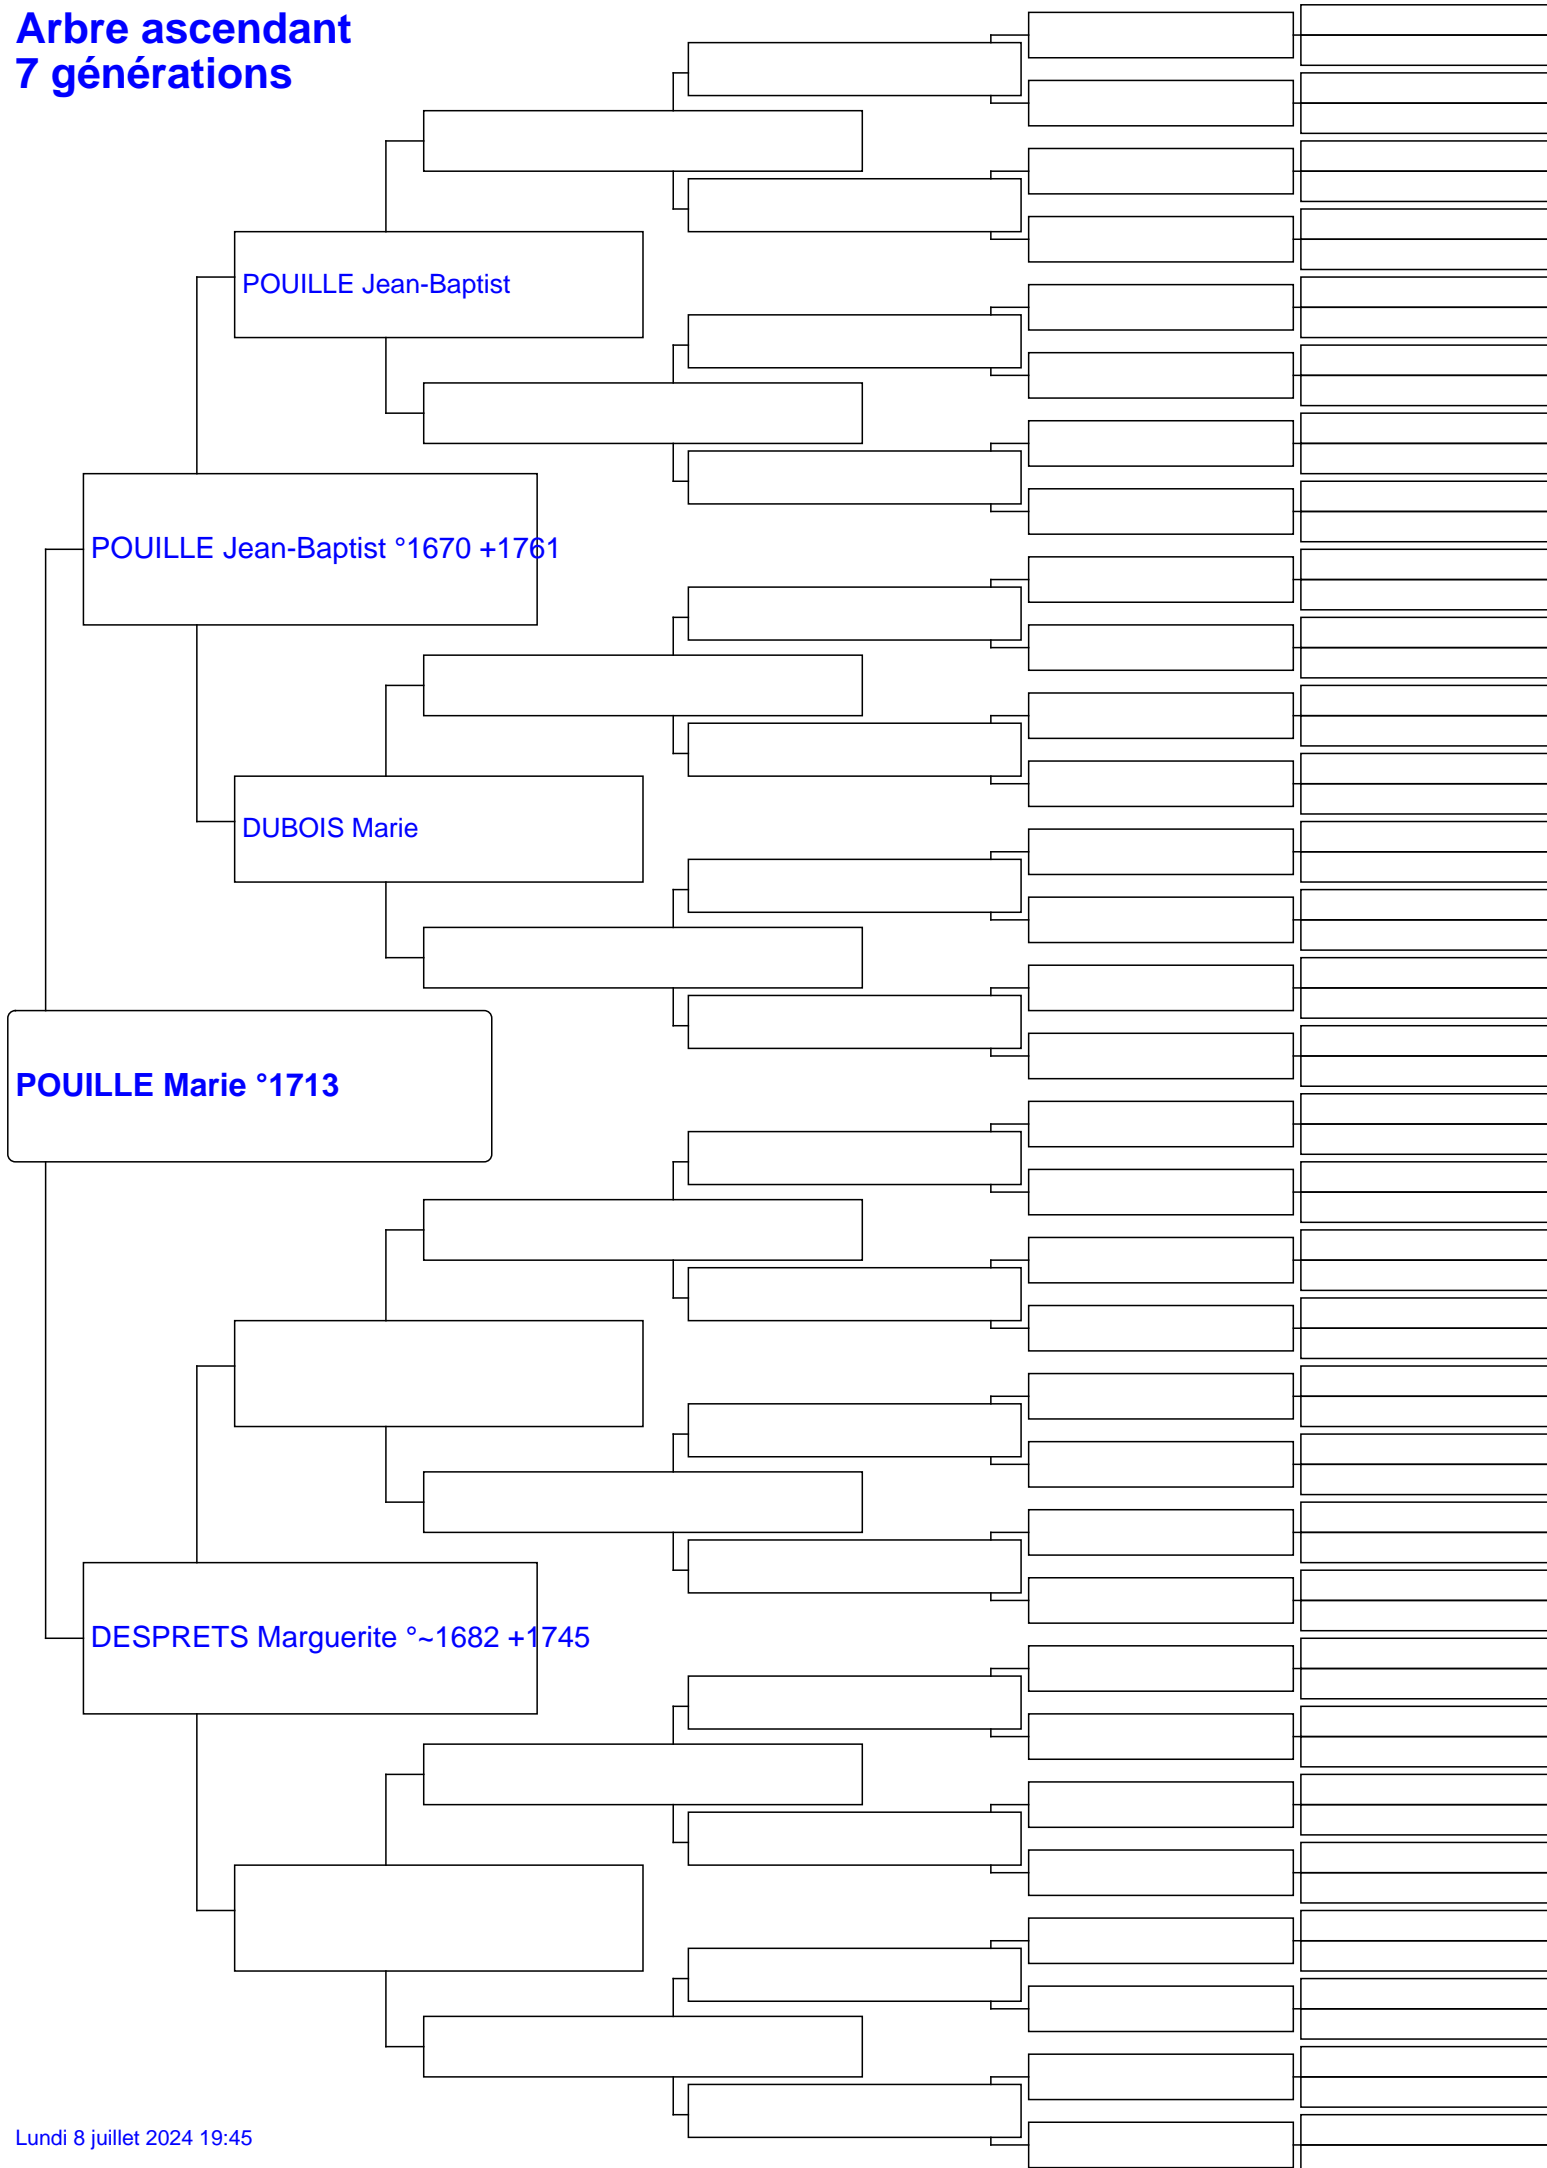 Arbre ascendant
7 générations
POUILLE Jean-Baptist
POUILLE Jean-Baptist °1670 +1761
DUBOIS Marie
POUILLE Marie °1713
DESPRETS Marguerite °~1682 +1745
Lundi 8 juillet 2024 19:45